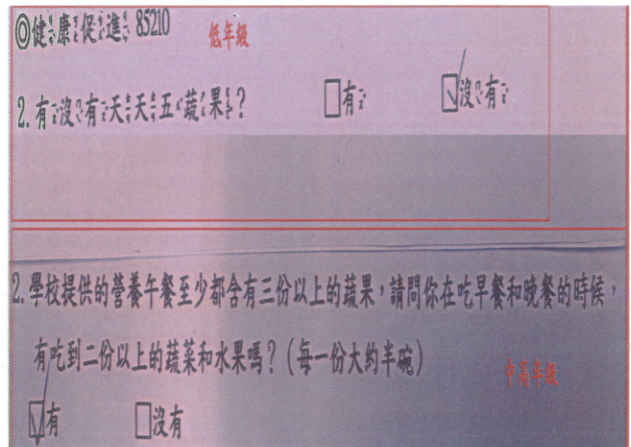 ◎健康促進 85210 低年級
2. 有沒有天天五蔬果? □有 ☑沒有
2. 學校提供的營養午餐至少都含有三份以上的蔬果,請問你在吃早餐和晚餐的時候,
有吃到二份以上的蔬菜和水果嗎?(每一份大約半碗)
中高年級
☑有 □沒有